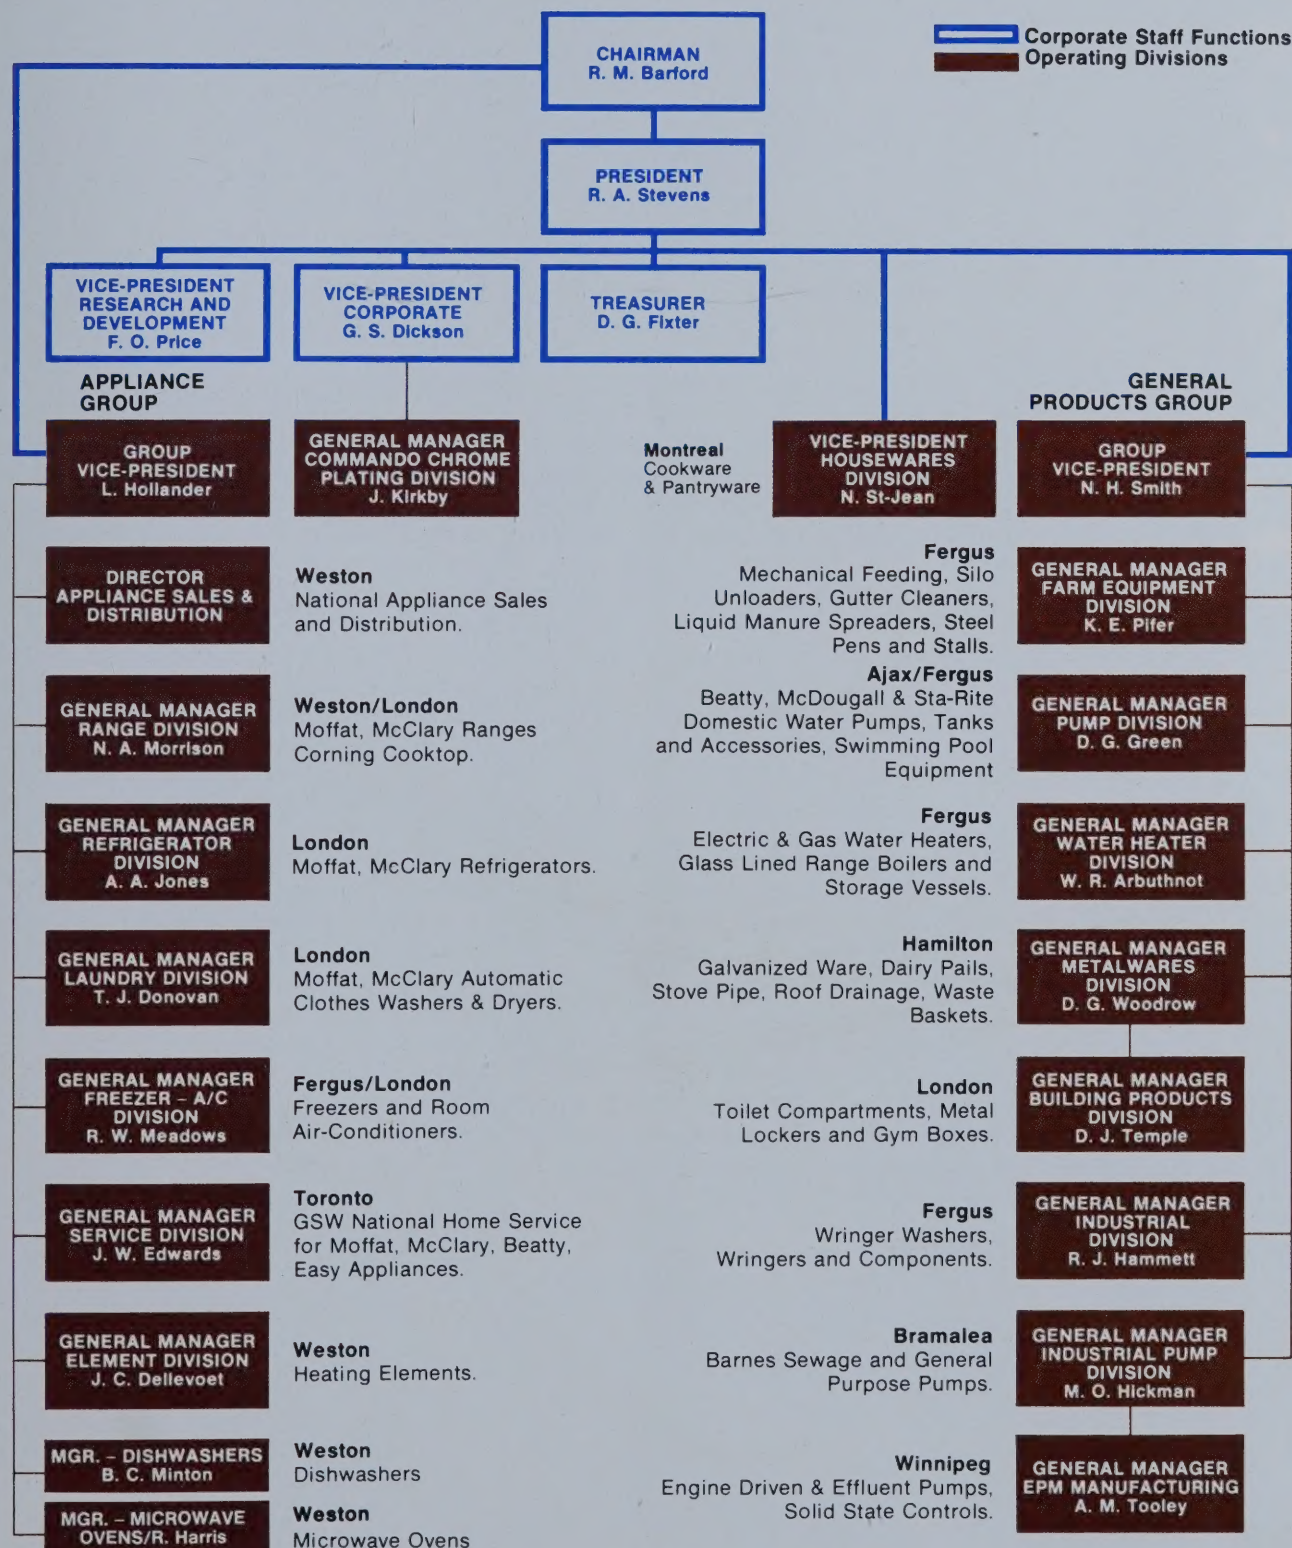 Corporate Staff Functions
Operating Divisions
CHAIRMAN
R. M. Barford
PRESIDENT
R. A. Stevens
VICE-PRESIDENT
RESEARCH AND
DEVELOPMENT
F. O. Price
VICE-PRESIDENT
CORPORATE
G. S. Dickson
TREASURER
D. G. Fixter
APPLIANCE
GROUP
GENERAL
PRODUCTS GROUP
GROUP
VICE-PRESIDENT
L. Hollander
GENERAL MANAGER
COMMANDO CHROME
PLATING DIVISION
J. Kirkby
Montreal
Cookware
& Pantryware
VICE-PRESIDENT
HOUSEWARES
DIVISION
N. St-Jean
GROUP
VICE-PRESIDENT
N. H. Smith
DIRECTOR
APPLIANCE SALES &
DISTRIBUTION
Weston
National Appliance Sales
and Distribution.
Fergus
Mechanical Feeding, Silo
Unloaders, Gutter Cleaners,
Liquid Manure Spreaders, Steel
Pens and Stalls.
GENERAL MANAGER
FARM EQUIPMENT
DIVISION
K. E. Pifer
GENERAL MANAGER
RANGE DIVISION
N. A. Morrison
Weston/London
Moffat, McClary Ranges
Corning Cooktop.
Ajax/Fergus
Beatty, McDougall & Sta-Rite
Domestic Water Pumps, Tanks
and Accessories, Swimming Pool
Equipment
GENERAL MANAGER
PUMP DIVISION
D. G. Green
GENERAL MANAGER
REFRIGERATOR
DIVISION
A. A. Jones
London
Moffat, McClary Refrigerators.
Fergus
Electric & Gas Water Heaters,
Glass Lined Range Boilers and
Storage Vessels.
GENERAL MANAGER
WATER HEATER
DIVISION
W. R. Arbuthnot
GENERAL MANAGER
LAUNDRY DIVISION
T. J. Donovan
London
Moffat, McClary Automatic
Clothes Washers & Dryers.
Hamilton
Galvanized Ware, Dairy Pails,
Stove Pipe, Roof Drainage, Waste
Baskets.
GENERAL MANAGER
METALWARES
DIVISION
D. G. Woodrow
GENERAL MANAGER
FREEZER – A/C
DIVISION
R. W. Meadows
Fergus/London
Freezers and Room
Air-Conditioners.
London
Toilet Compartments, Metal
Lockers and Gym Boxes.
GENERAL MANAGER
BUILDING PRODUCTS
DIVISION
D. J. Temple
GENERAL MANAGER
SERVICE DIVISION
J. W. Edwards
Toronto
GSW National Home Service
for Moffat, McClary, Beatty,
Easy Appliances.
Fergus
Wringer Washers,
Wringers and Components.
GENERAL MANAGER
INDUSTRIAL
DIVISION
R. J. Hammett
GENERAL MANAGER
ELEMENT DIVISION
J. C. Dellevoet
Weston
Heating Elements.
Bramalea
Barnes Sewage and General
Purpose Pumps.
GENERAL MANAGER
INDUSTRIAL PUMP
DIVISION
M. O. Hickman
MGR. – DISHWASHERS
B. C. Minton
Weston
Dishwashers
Winnipeg
Engine Driven & Effluent Pumps,
Solid State Controls.
GENERAL MANAGER
EPM MANUFACTURING
A. M. Tooley
MGR. – MICROWAVE
OVENS/R. Harris
Weston
Microwave Ovens